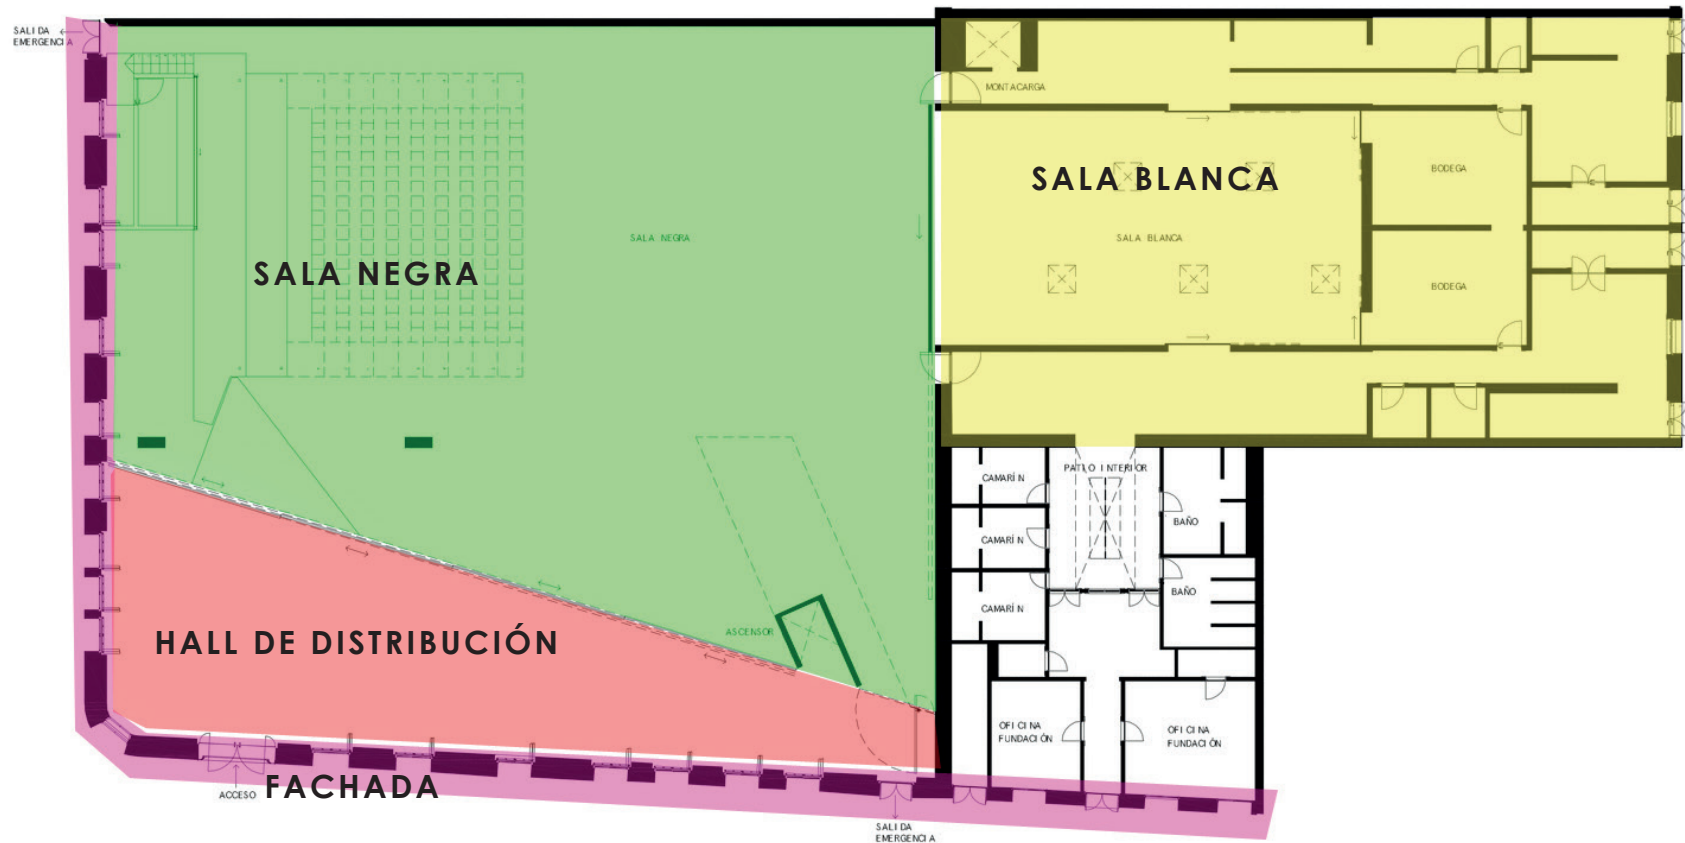 SALIDA
EMERGENCIA
MONTACARGA
SALA BLANCA
BODEGA
SALA NEGRA
SALA BLANCA
SALA NEGRA
BODEGA
PATIO INTERIOR
CAMARÍN
BAÑO
CAMARÍN
BAÑO
CAMARÍN
ASCENSOR
HALL DE DISTRIBUCIÓN
OFICINA
FUNDACIÓN
OFICINA
FUNDACIÓN
ACCESO
FACHADA
SALIDA
EMERGENCIA